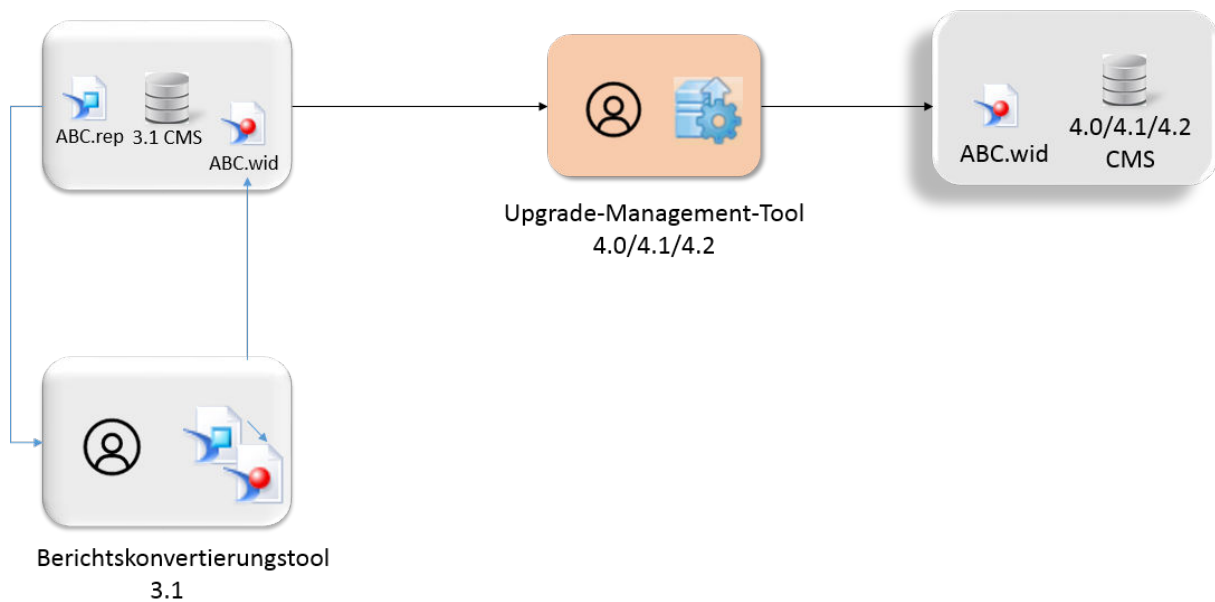 ABC.rep
3.1 CMS
ABC.wid
Upgrade-Management-Tool
4.0/4.1/4.2
ABC.wid
4.0/4.1/4.2
CMS
Berichtskonvertierungstool
3.1